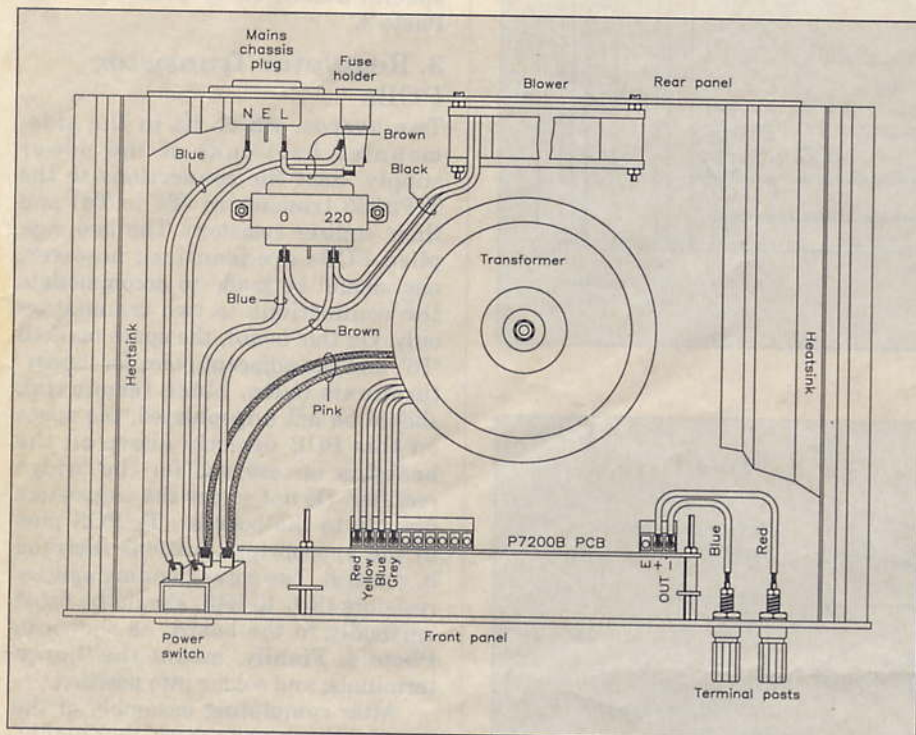 Mains
chassis
plug
Fuse
holder
Blower
Rear panel
N E L
Brown
Blue
Black
0 220
Transformer
Blue
Brown
Heatsink
Heatsink
Pink
P7200B PCB
Red
Yellow
Blue
Grey
E
+
-
OUT
Blue
Red
Power
switch
Front panel
Terminal posts